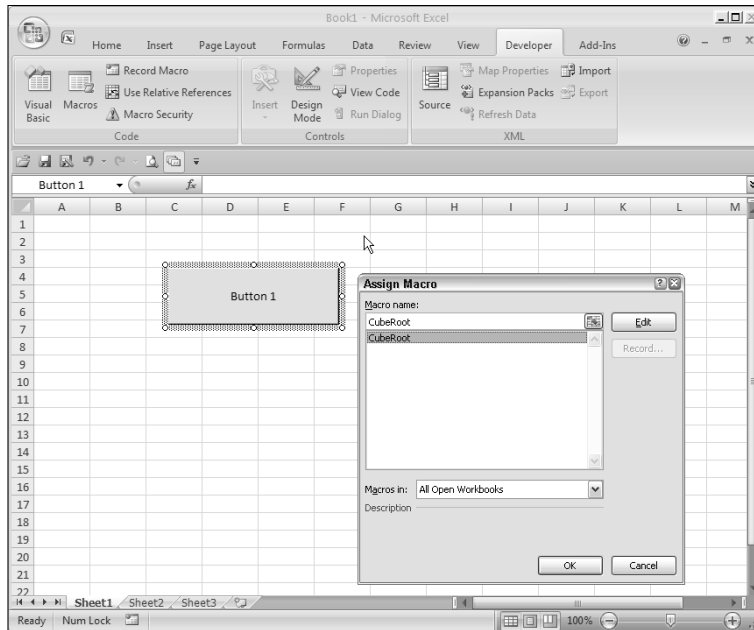 Book1 - Microsoft Excel
Home Insert Page Layout Formulas Data Review View Developer Add-Ins
Visual Basic
Macros
Record Macro
Use Relative References
Macro Security
Code
Insert
Design Mode
Properties
View Code
Run Dialog
Controls
Source
Map Properties
Expansion Packs
Refresh Data
Import
Export
XML
Button 1 fx
A B C D E F G H I J K L M
1
2
3
4
5
6
7
8
9
10
11
12
13
14
15
16
17
18
19
20
21
22
Button 1
Assign Macro
Macro name:
CubeRoot
CubeRoot
Edit
Record...
Macros in: All Open Workbooks
Description
OK Cancel
Sheet1 Sheet2 Sheet3
Ready Num Lock 100%